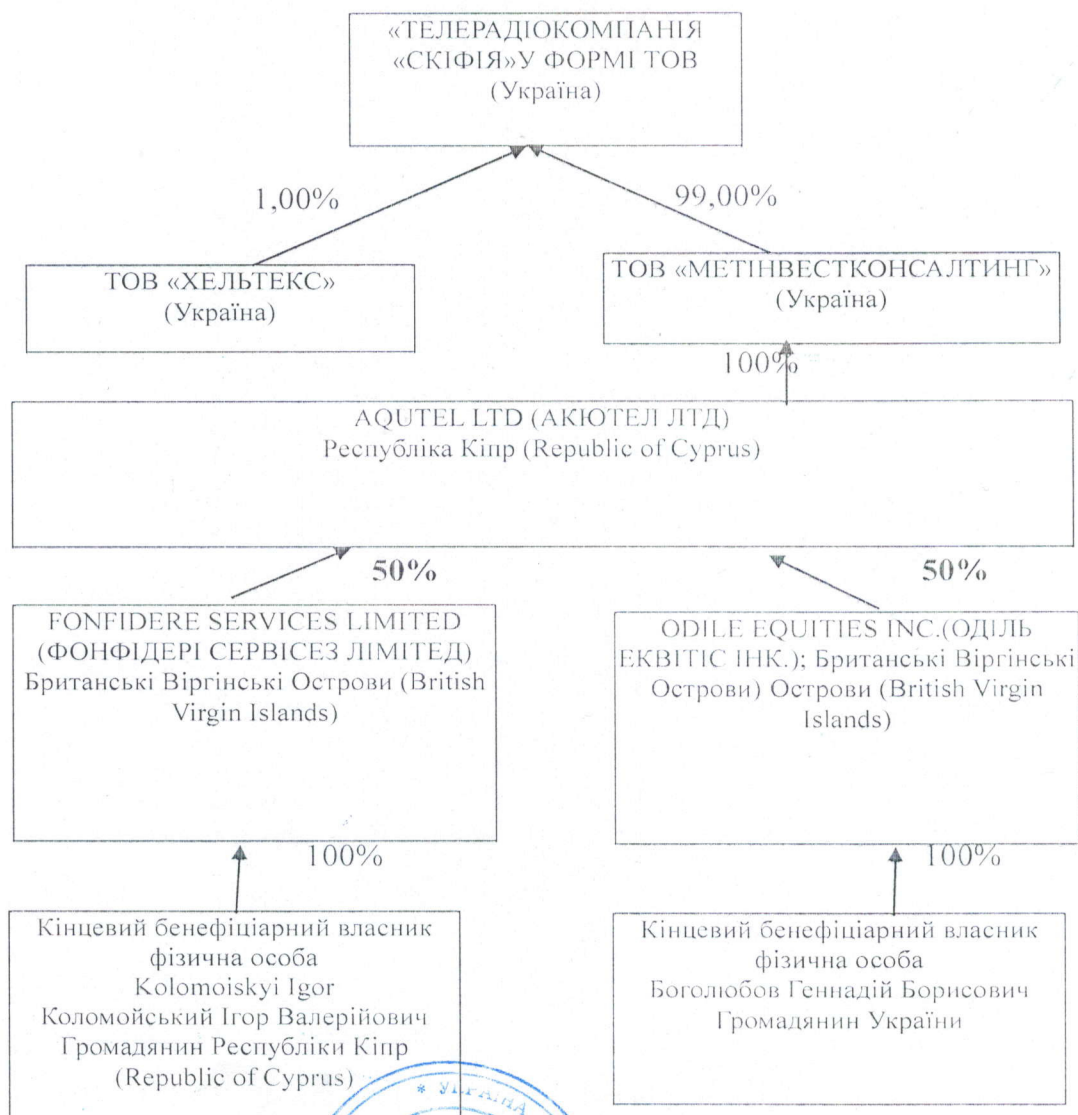 «ТЕЛЕРАДІОКОМПАНІЯ
«СКІФІЯ»У ФОРМІ ТОВ
(Україна)
1,00%
99,00%
ТОВ «ХЕЛЬТЕКС»
(Україна)
ТОВ «МЕТІНВЕСТКОНСАЛТИНГ»
(Україна)
100%
AQUTEL LTD (АКЮТЕЛ ЛТД)
Республіка Кіпр (Republic of Cyprus)
50%
50%
FONFIDERE SERVICES LIMITED
(ФОНФІДЕРІ СЕРВІСЕЗ ЛІМІТЕД)
Британські Віргінські Острови (British
Virgin Islands)
ODILE EQUITIES INC.(ОДІЛЬ
ЕКВІТІС ІНК.); Британські Віргінські
Острови) Острови (British Virgin
Islands)
100%
100%
Кінцевий бенефіціарний власник
фізична особа
Kolomoiskyi Igor
Коломойський Ігор Валерійович
Громадянин Республіки Кіпр
(Republic of Cyprus)
Кінцевий бенефіціарний власник
фізична особа
Боголюбов Геннадій Борисович
Громадянин України
* УКРАЇНА